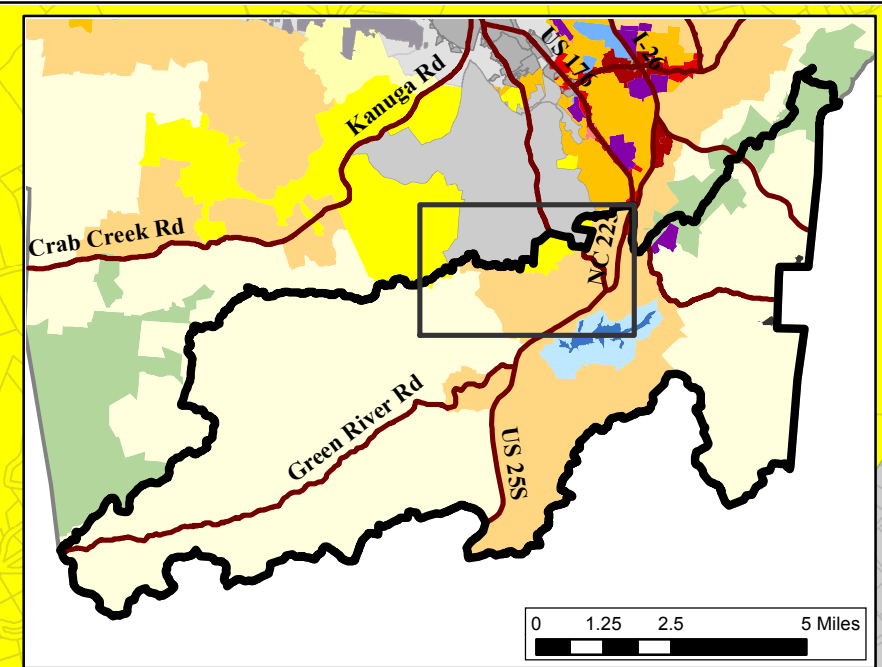 Kanuga Rd
US 176
I-26
Crab Creek Rd
NC 225
Green River Rd
US 25S
0 1.25 2.5 5 Miles